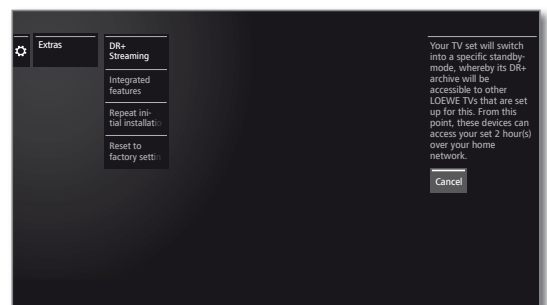 Extras
DR+
Streaming
Integrated
features
Repeat ini-
tial installatio
Reset to
factory settin
Your TV set will switch
into a specific standby-
mode, whereby its DR+
archive will be
accessible to other
LOEWE TVs that are set
up for this. From this
point, these devices can
access your set 2 hour(s)
over your home
network.
Cancel